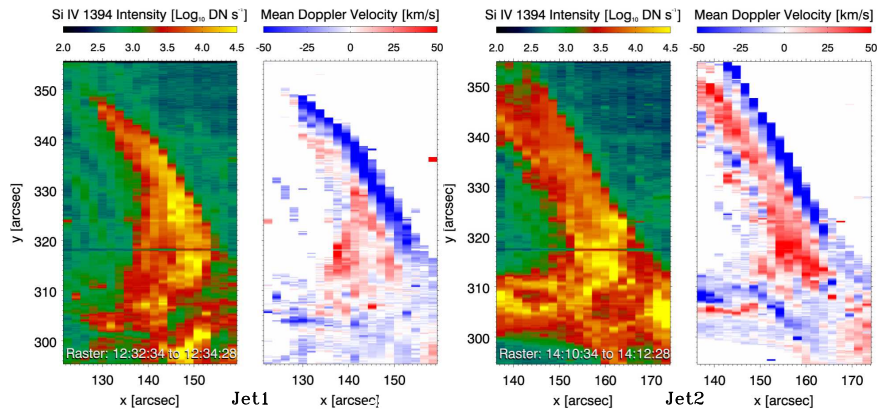 Si IV 1394 Intensity [Log₁₀ DN s⁻¹]
2.0 2.5 3.0 3.5 4.0 4.5
Mean Doppler Velocity [km/s]
-50 -25 0 25 50
Si IV 1394 Intensity [Log₁₀ DN s⁻¹]
2.0 2.5 3.0 3.5 4.0 4.5
Mean Doppler Velocity [km/s]
-50 -25 0 25 50
y [arcsec]
350
340
330
320
310
300
Raster: 12:32:34 to 12:34:28
130 140 150
x [arcsec]
130 140 150
x [arcsec]
Jet1
y [arcsec]
350
340
330
320
310
300
Raster: 14:10:34 to 14:12:28
140 150 160 170
x [arcsec]
140 150 160 170
x [arcsec]
Jet2